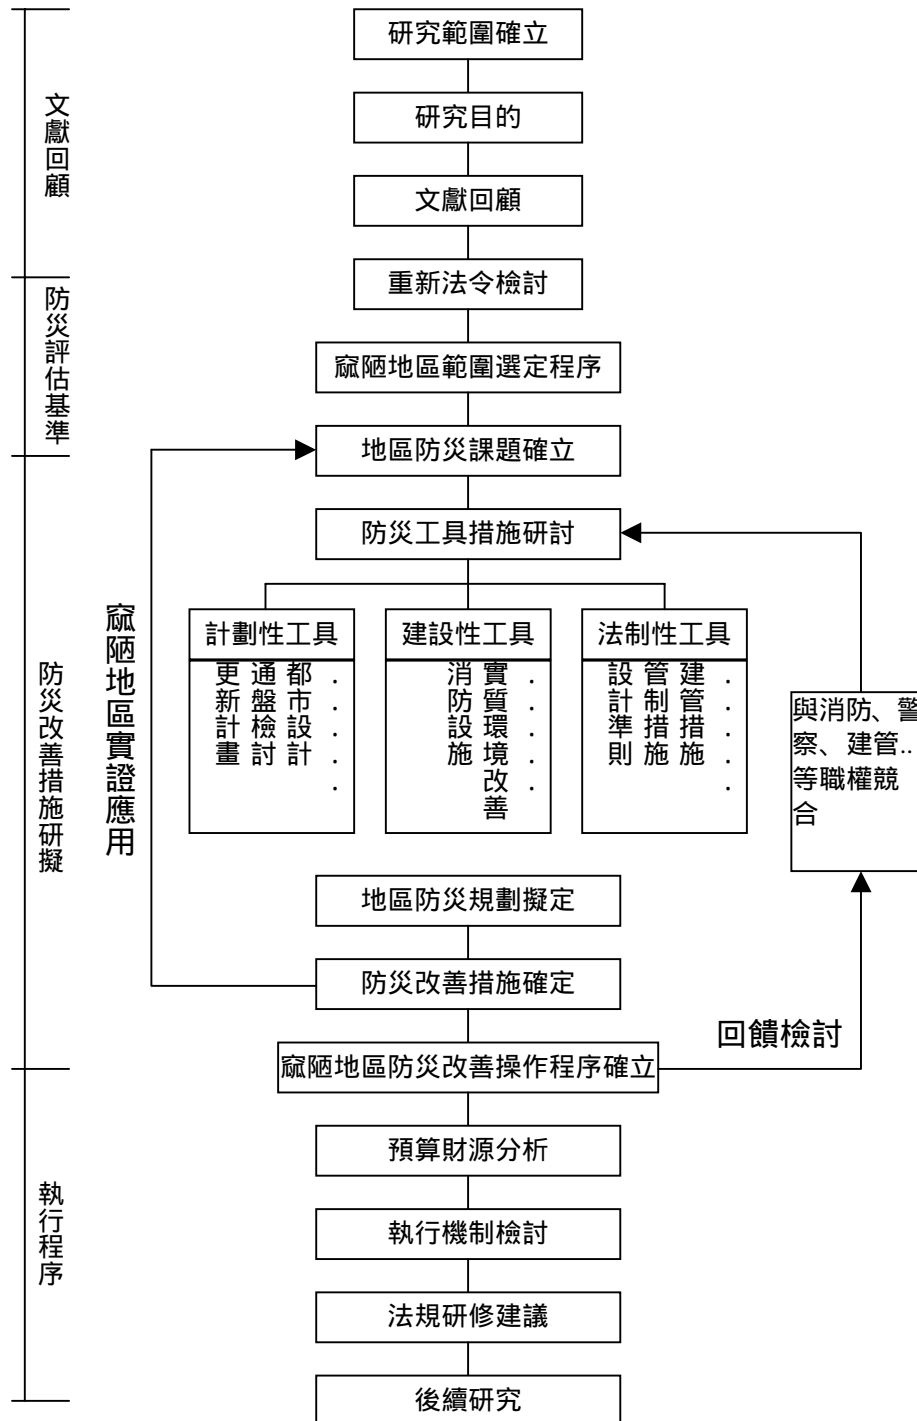 研究範圍確立
研究目的
文獻回顧
重新法令檢討
窳陋地區範圍選定程序
地區防災課題確立
防災工具措施研討
計劃性工具
都市設計
通盤檢討
更新計畫
.....
建設性工具
實質環境改善
消防設施
.....
法制性工具
建管措施
管制措施
設計準則
.....
與消防、警
察、建管..
等職權競
合
地區防災規劃擬定
防災改善措施確定
回饋檢討
窳陋地區防災改善操作程序確立
預算財源分析
執行機制檢討
法規研修建議
後續研究
文獻回顧
防災評估基準
防災改善措施研擬
執行程序
窳陋地區實證應用